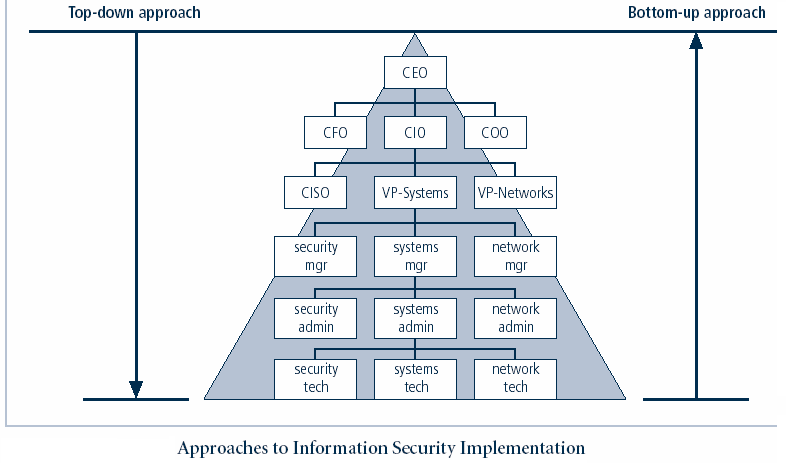 Top-down approach
Bottom-up approach
CEO
CFO
CIO
COO
CISO
VP-Systems
VP-Networks
security
mgr
systems
mgr
network
mgr
security
admin
systems
admin
network
admin
security
tech
systems
tech
network
tech
Approaches to Information Security Implementation